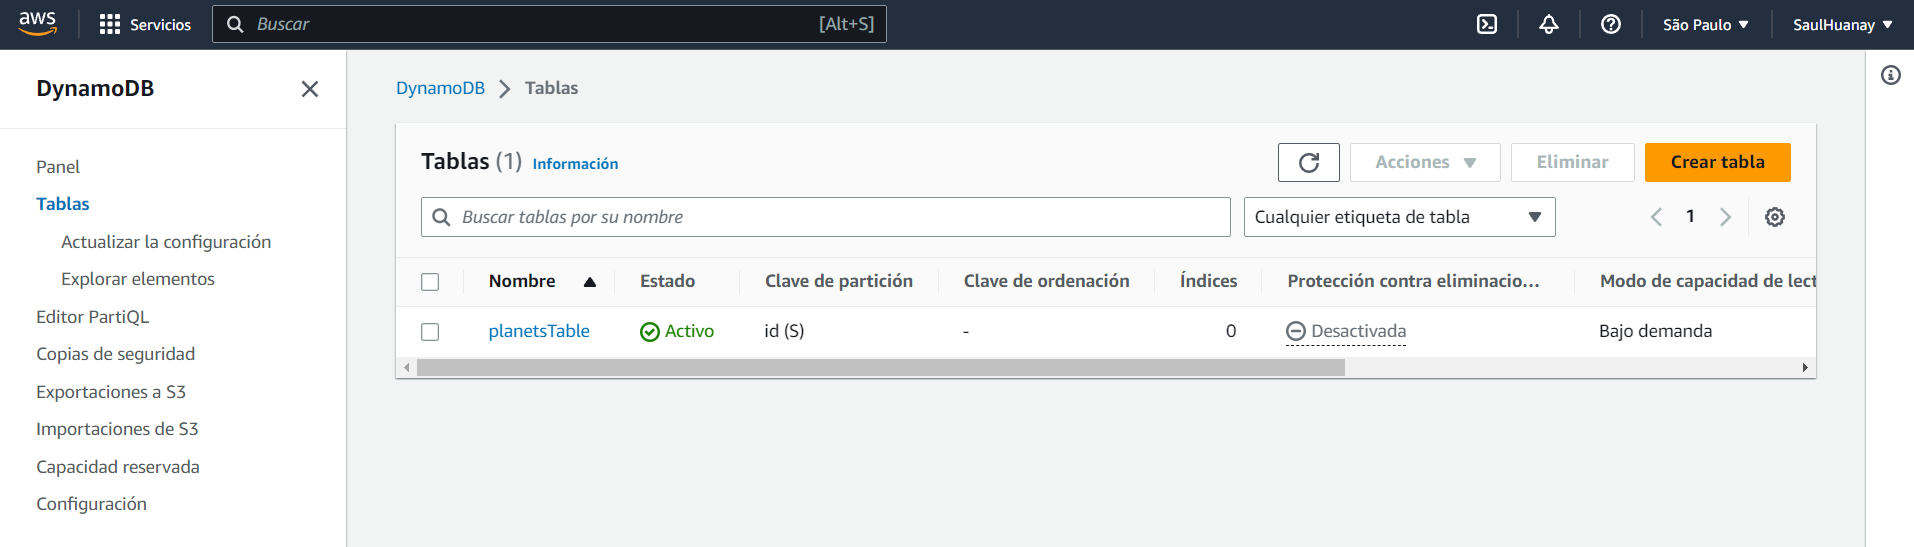 aws Servicios Buscar [Alt+S] São Paulo SaulHuanay
DynamoDB
Panel
Tablas
Actualizar la configuración
Explorar elementos
Editor PartiQL
Copias de seguridad
Exportaciones a S3
Importaciones de S3
Capacidad reservada
Configuración
DynamoDB Tablas
Tablas (1) Información Acciones Eliminar Crear tabla
Buscar tablas por su nombre Cualquier etiqueta de tabla 1
Nombre Estado Clave de partición Clave de ordenación Índices Protección contra eliminacio... Modo de capacidad de lect
planetsTable Activo id (S) - 0 Desactivada Bajo demanda